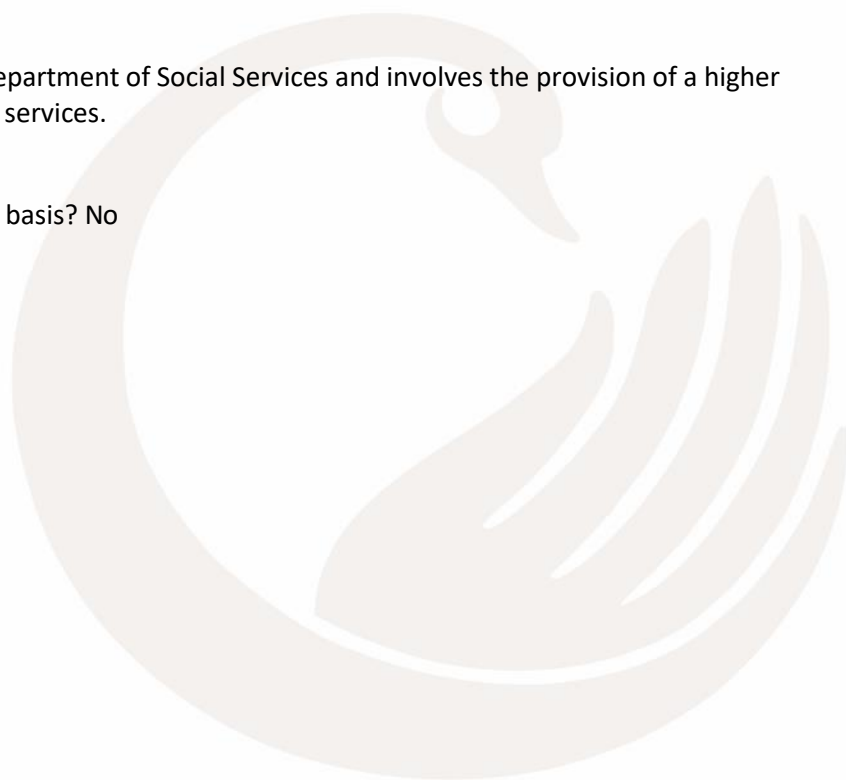 epartment of Social Services and involves the provision of a higher
services.
basis? No